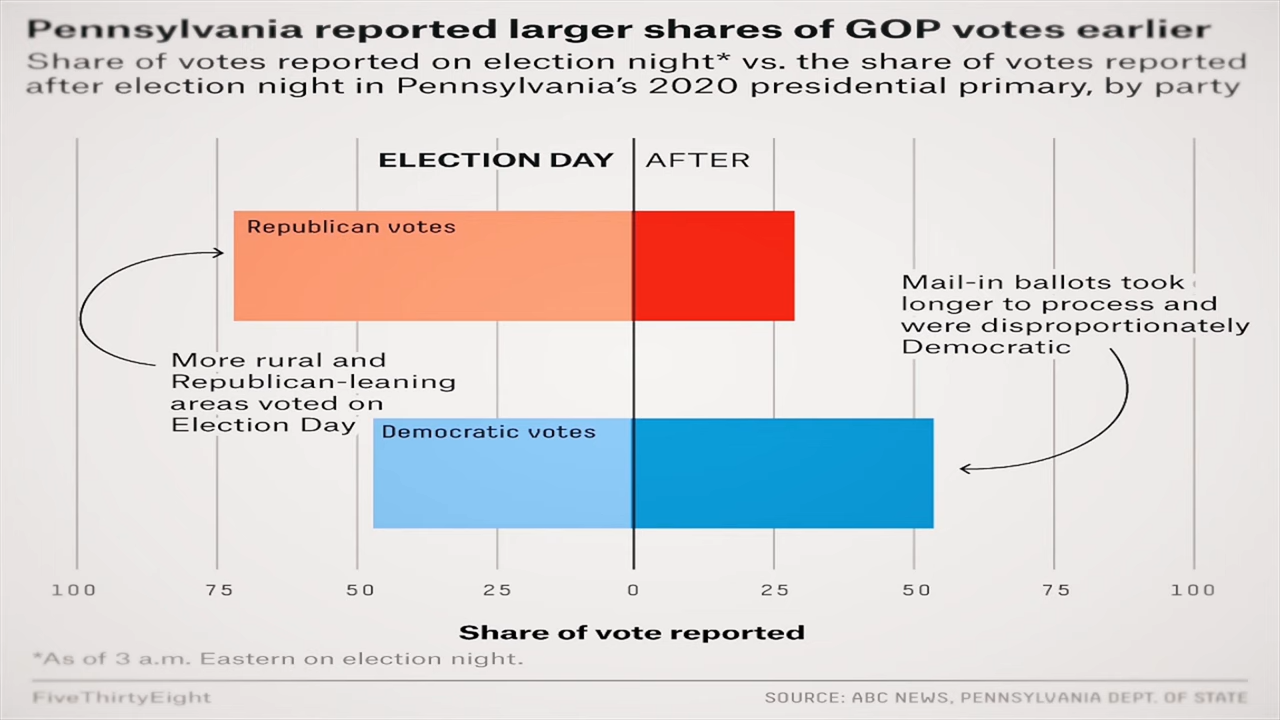 Pennsylvania reported larger shares of GOP votes earlier
Share of votes reported on election night* vs. the share of votes reported
after election night in Pennsylvania's 2020 presidential primary, by party
ELECTION DAY AFTER
Republican votes
Mail-in ballots took
longer to process and
were disproportionately
Democratic
More rural and
Republican-leaning
areas voted on
Election Day
Democratic votes
100 75 50 25 0 25 50 75 100
Share of vote reported
*As of 3 a.m. Eastern on election night.
FiveThirtyEight SOURCE: ABC NEWS, PENNSYLVANIA DEPT. OF STATE